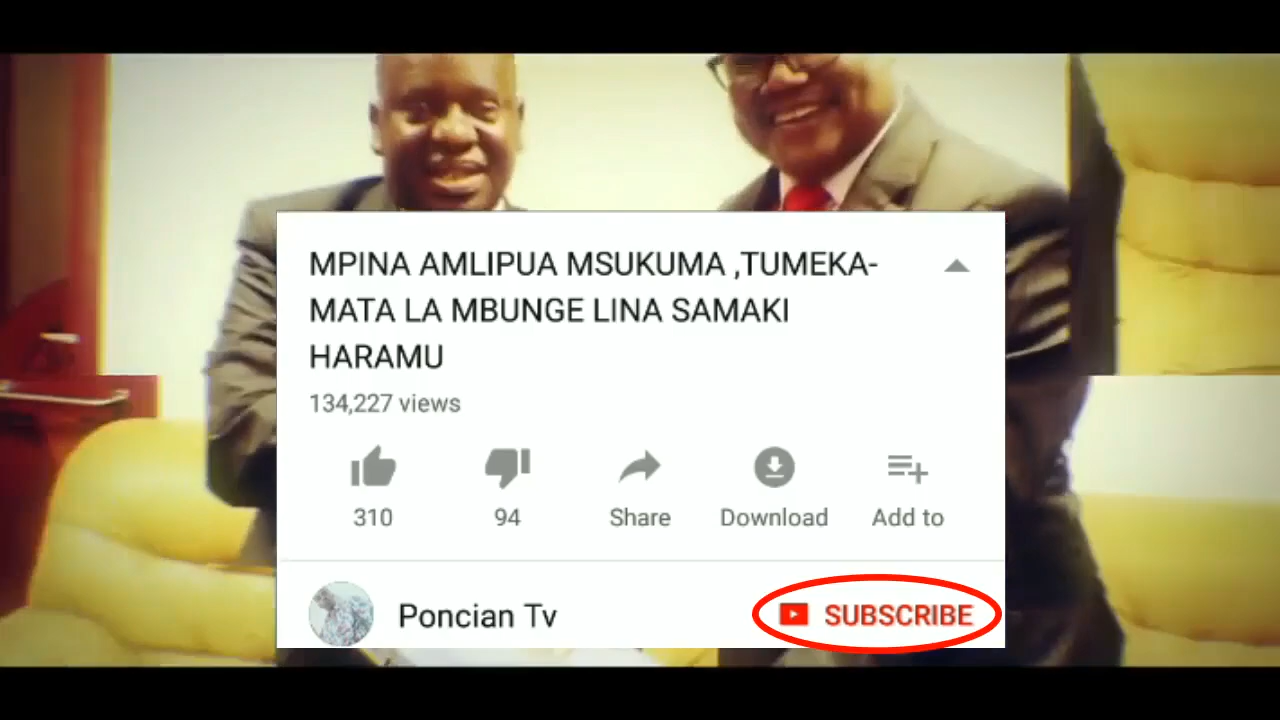 MPINA AMLIPUA MSUKUMA ,TUMEKA-
MATA LA MBUNGE LINA SAMAKI
HARAMU
134,227 views
310
94
Share
Download
Add to
Poncian Tv
SUBSCRIBE